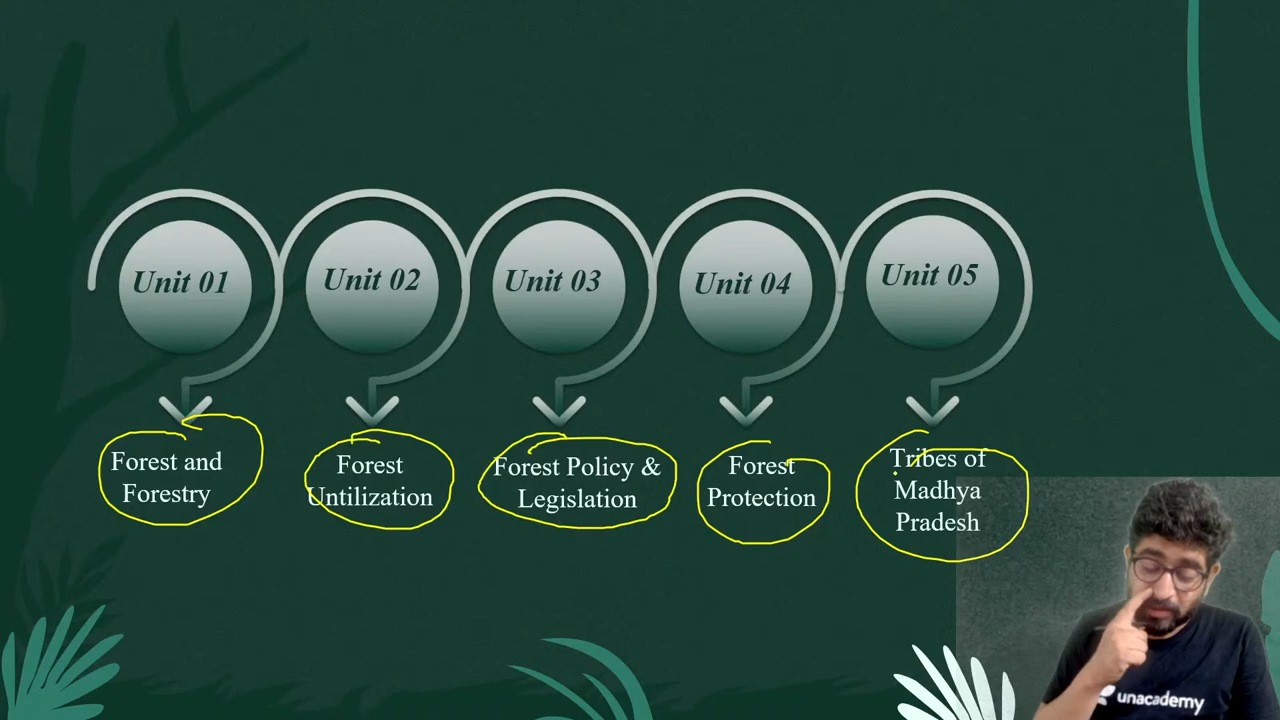 Unit 01
Unit 02
Unit 03
Unit 04
Unit 05
Forest and
Forestry
Forest
Untilization
Forest Policy &
Legislation
Forest
Protection
Tribes of
Madhya
Pradesh
unacademy